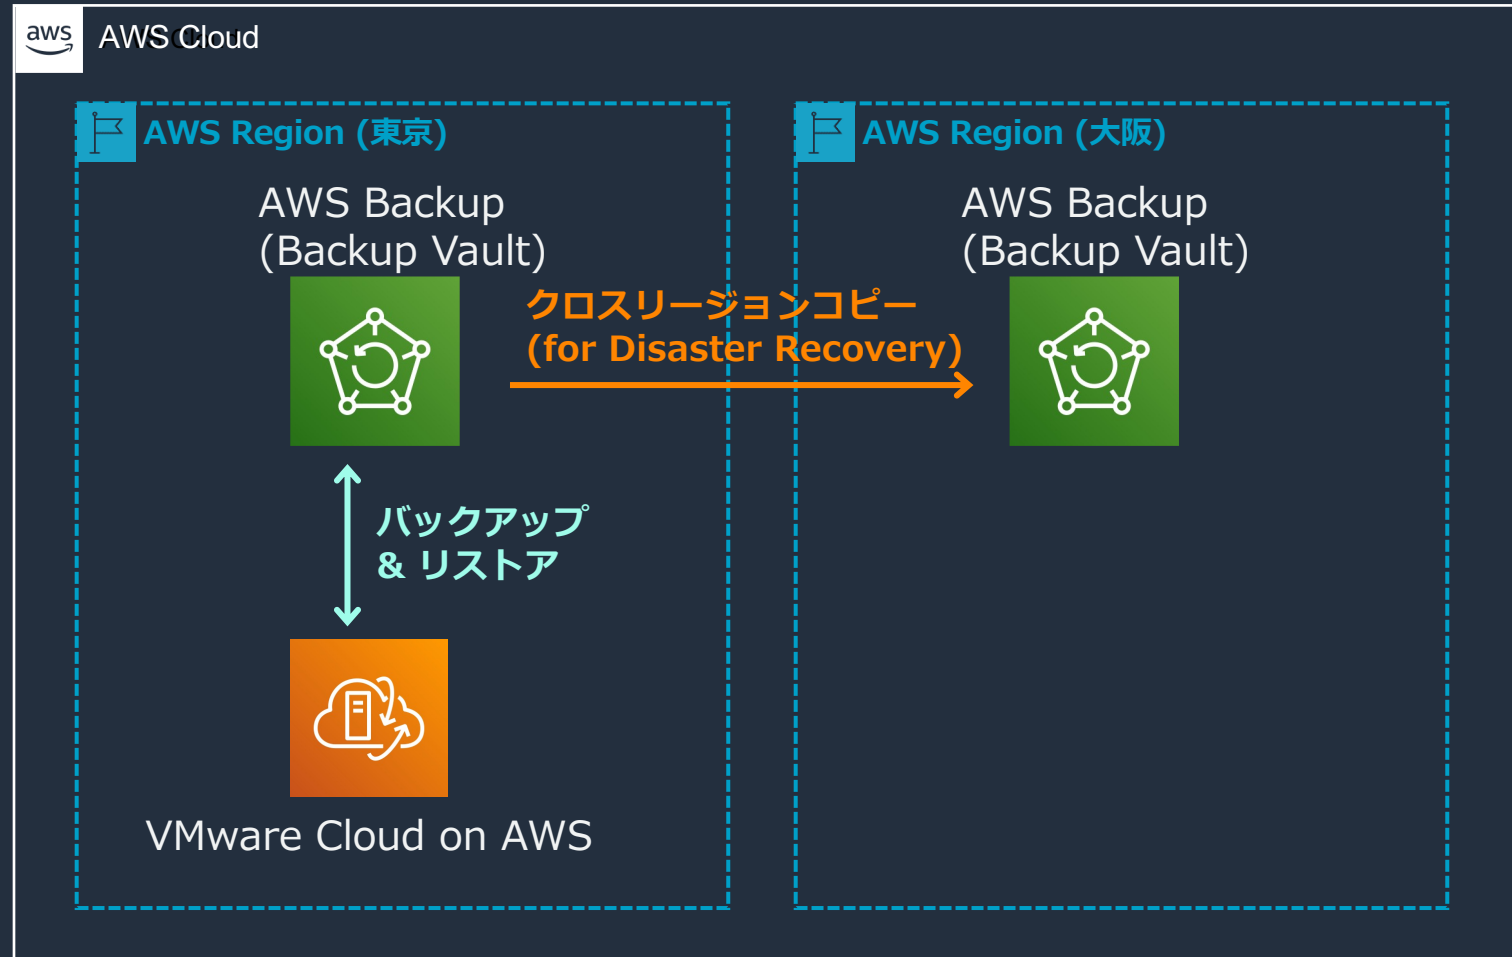 aws
AWS Cloud
AWS Region (東京)
AWS Region (大阪)
AWS Backup
(Backup Vault)
AWS Backup
(Backup Vault)
クロスリージョンコピー
(for Disaster Recovery)
バックアップ
& リストア
VMware Cloud on AWS